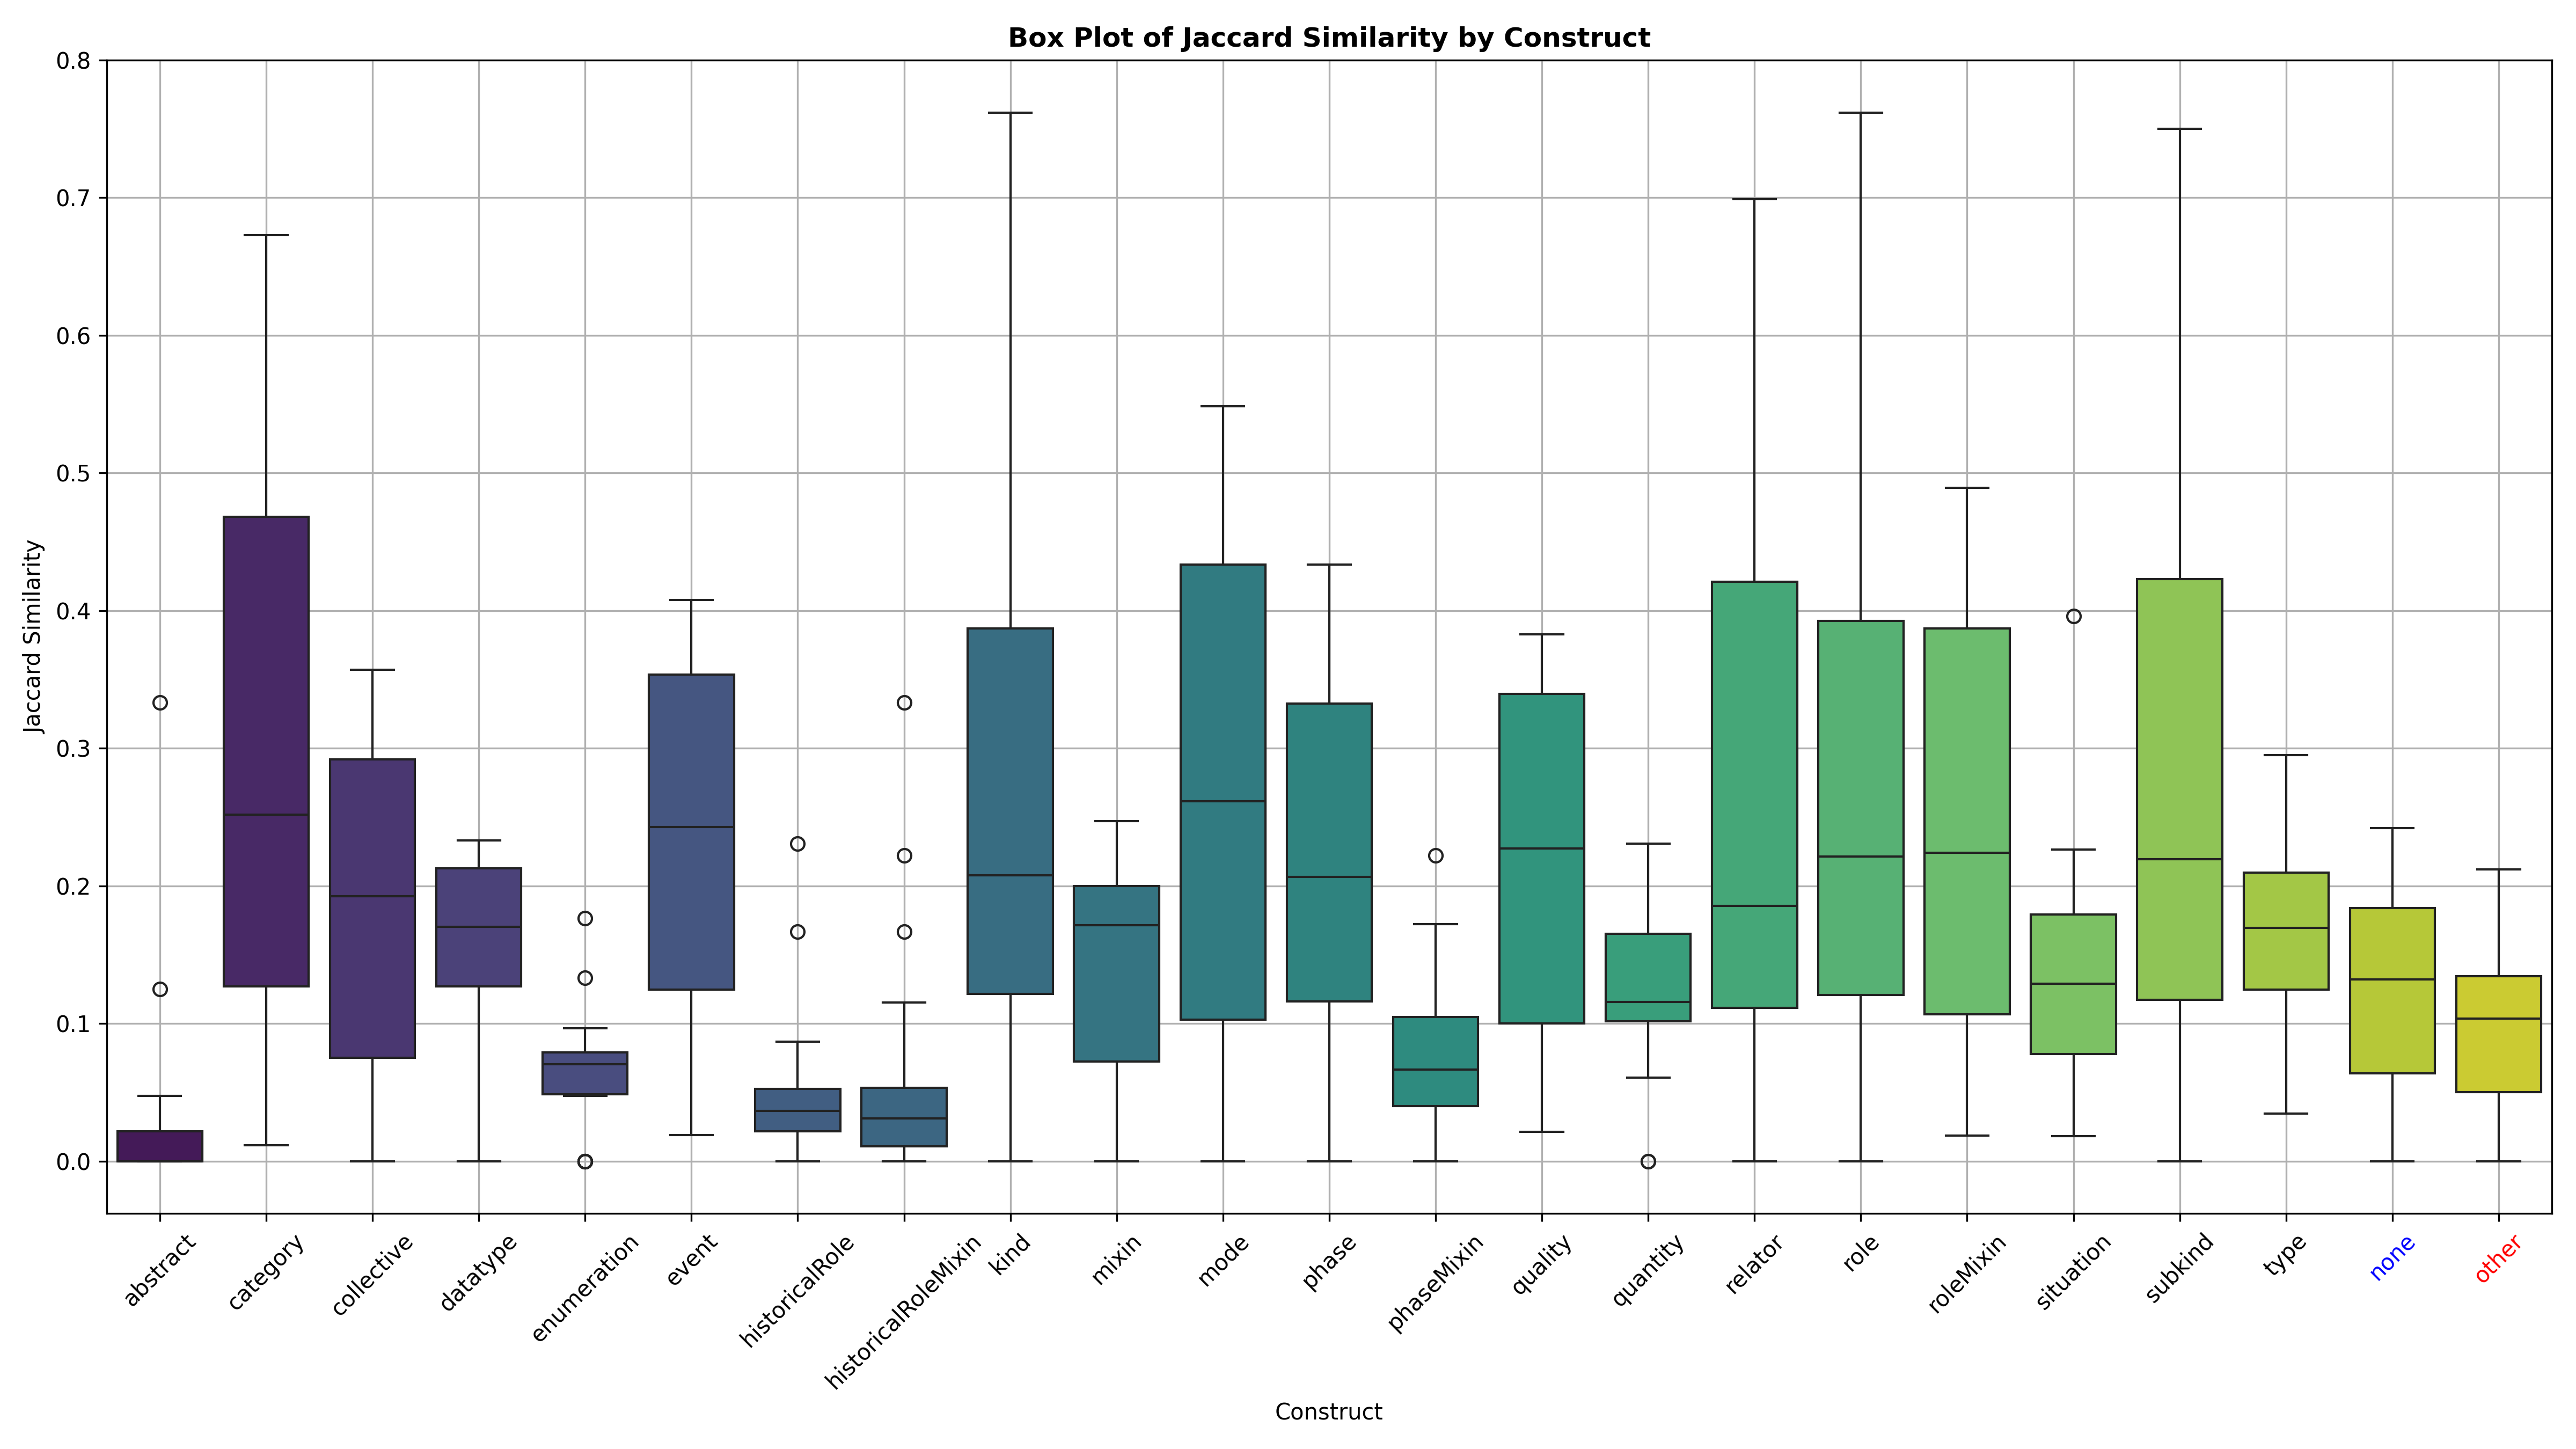 Box Plot of Jaccard Similarity by Construct
Jaccard Similarity
0.8
0.7
0.6
0.5
0.4
0.3
0.2
0.1
0.0
abstract
category
collective
datatype
enumeration
event
historicalRole
historicalRoleMixin
kind
mixin
mode
phase
phaseMixin
quality
quantity
relator
role
roleMixin
situation
subkind
type
none
other
Construct